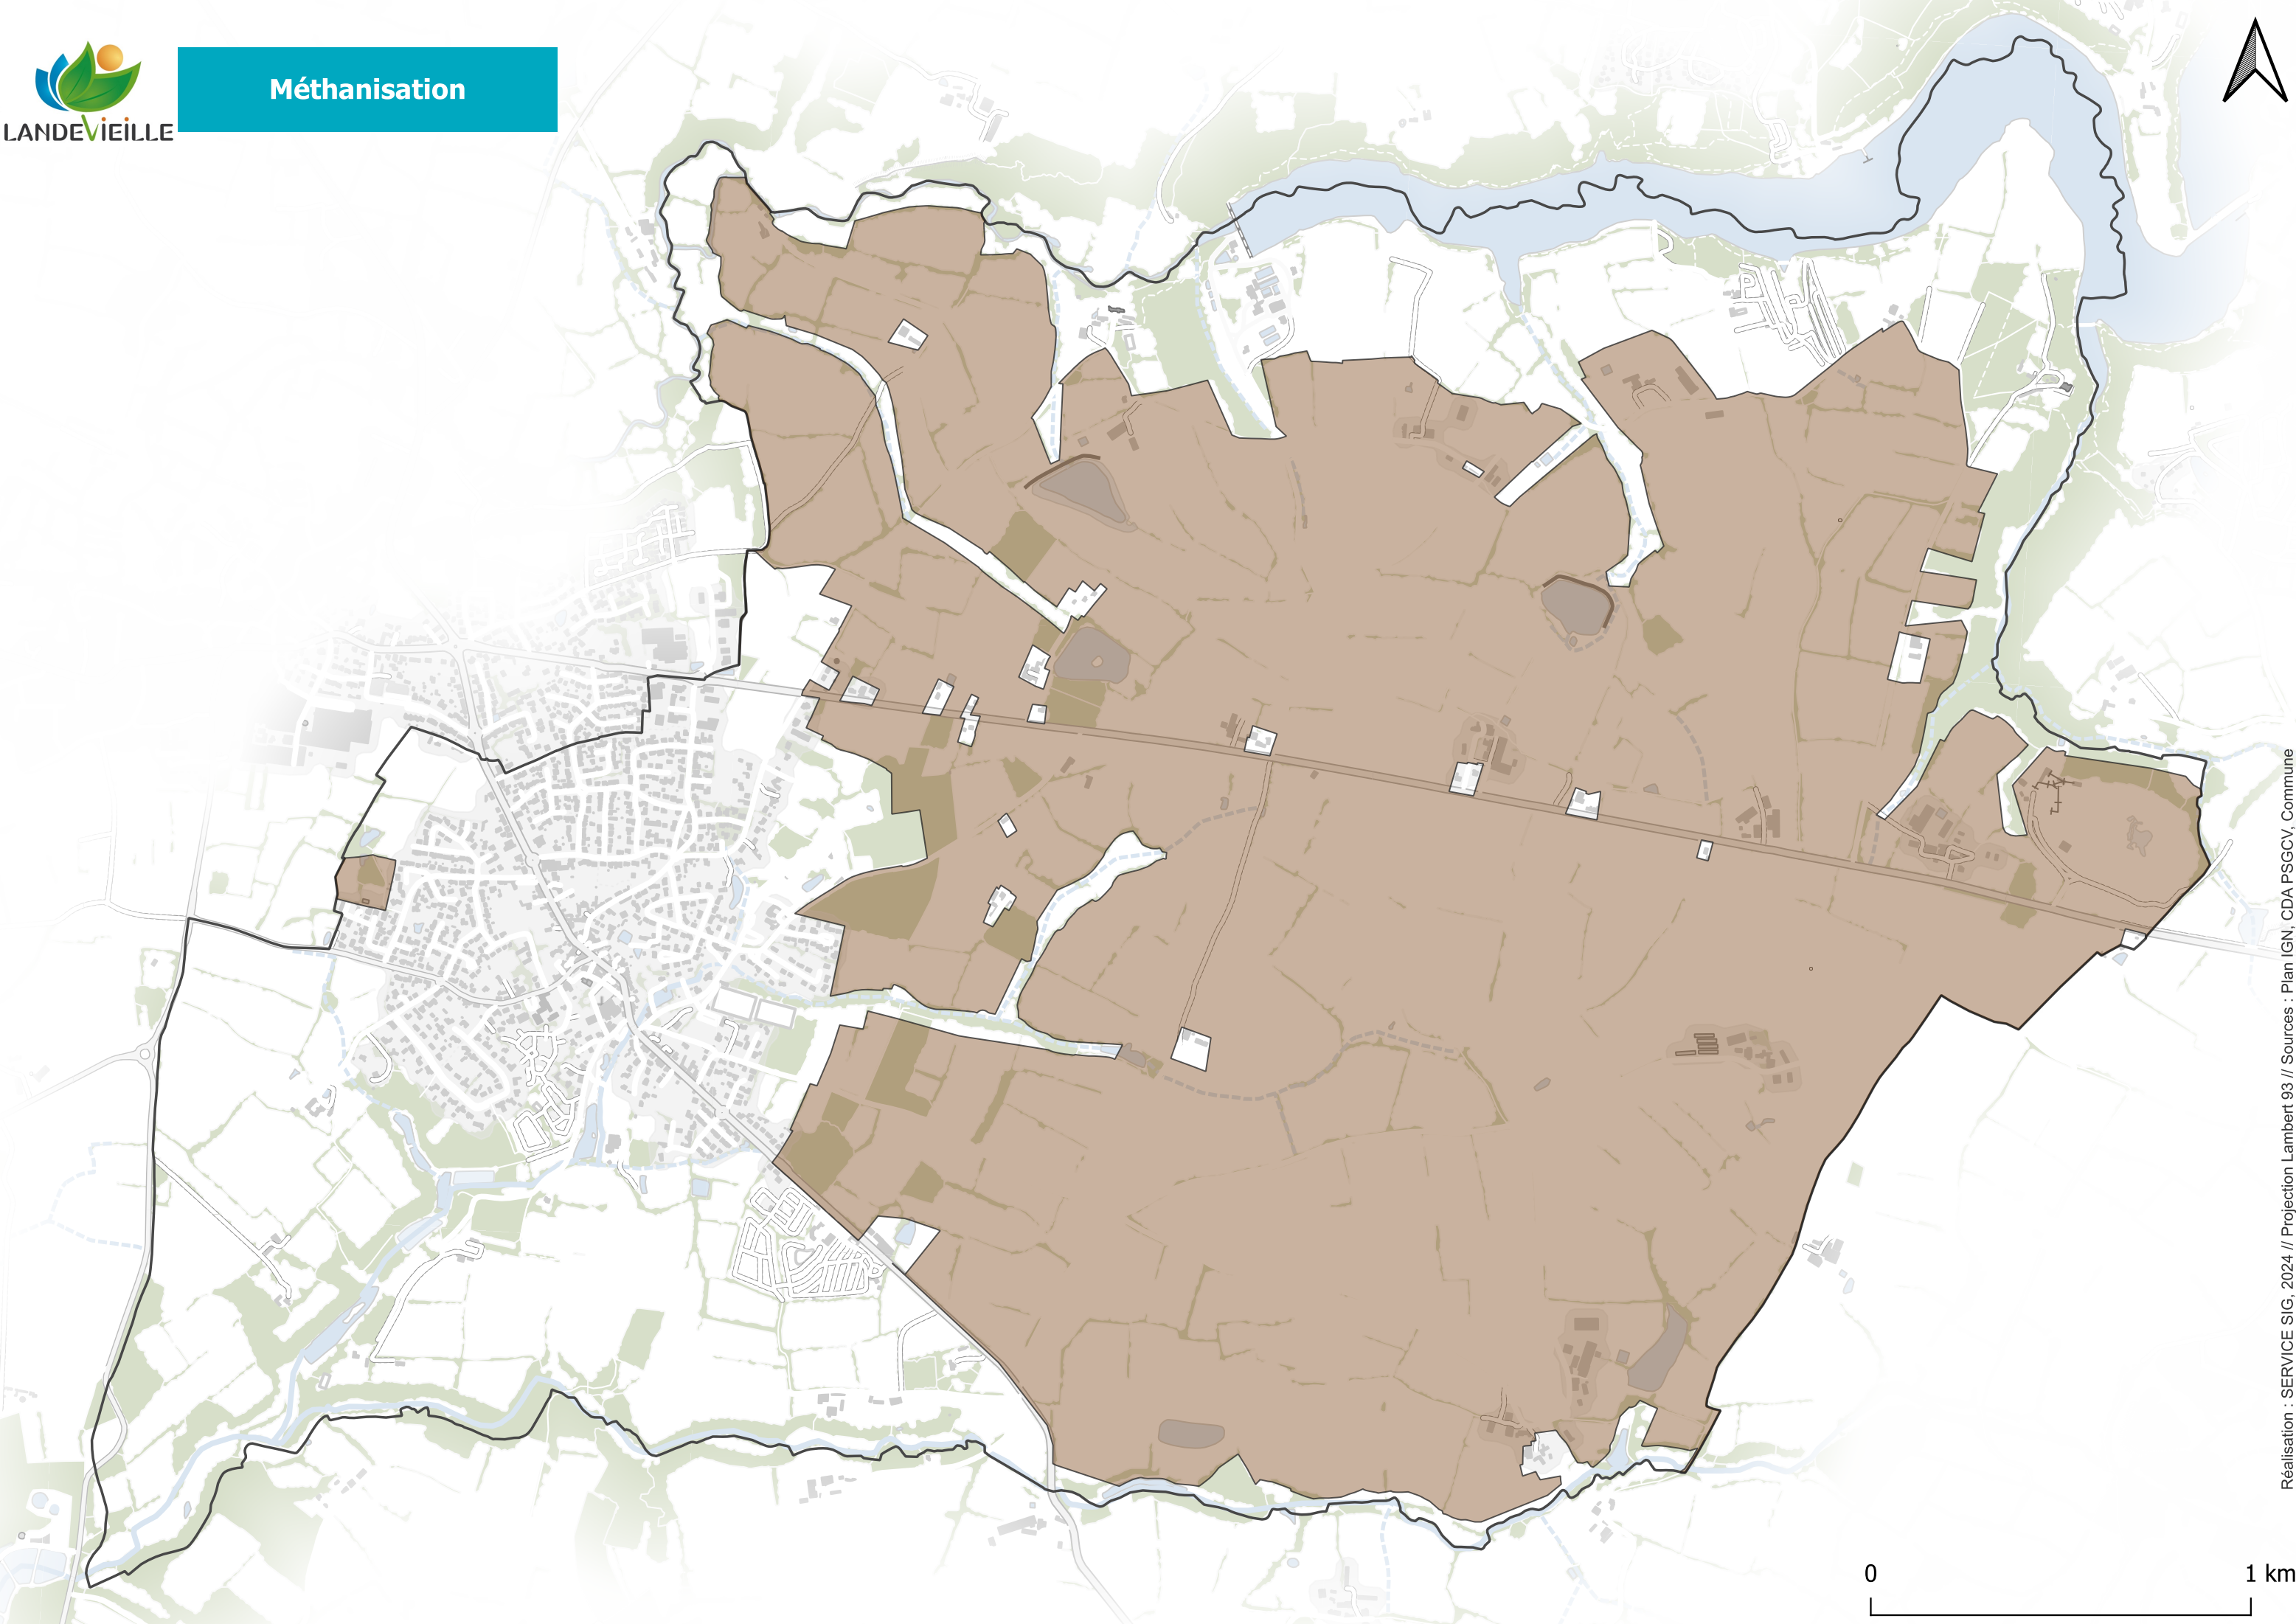 Méthanisation
LANDEVIEILLE
Réalisation : SERVICE SIG, 2024 // Projection Lambert 93 // Sources : Plan IGN, CDA PSGCV, Commune
0
1 km